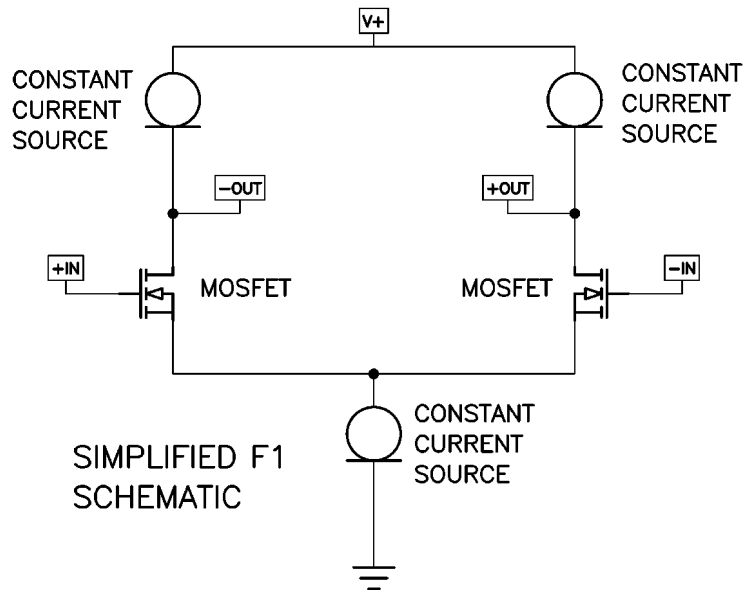 V+
CONSTANT
CURRENT
SOURCE
CONSTANT
CURRENT
SOURCE
-OUT
+OUT
+IN
MOSFET
MOSFET
-IN
CONSTANT
CURRENT
SOURCE
SIMPLIFIED F1
SCHEMATIC